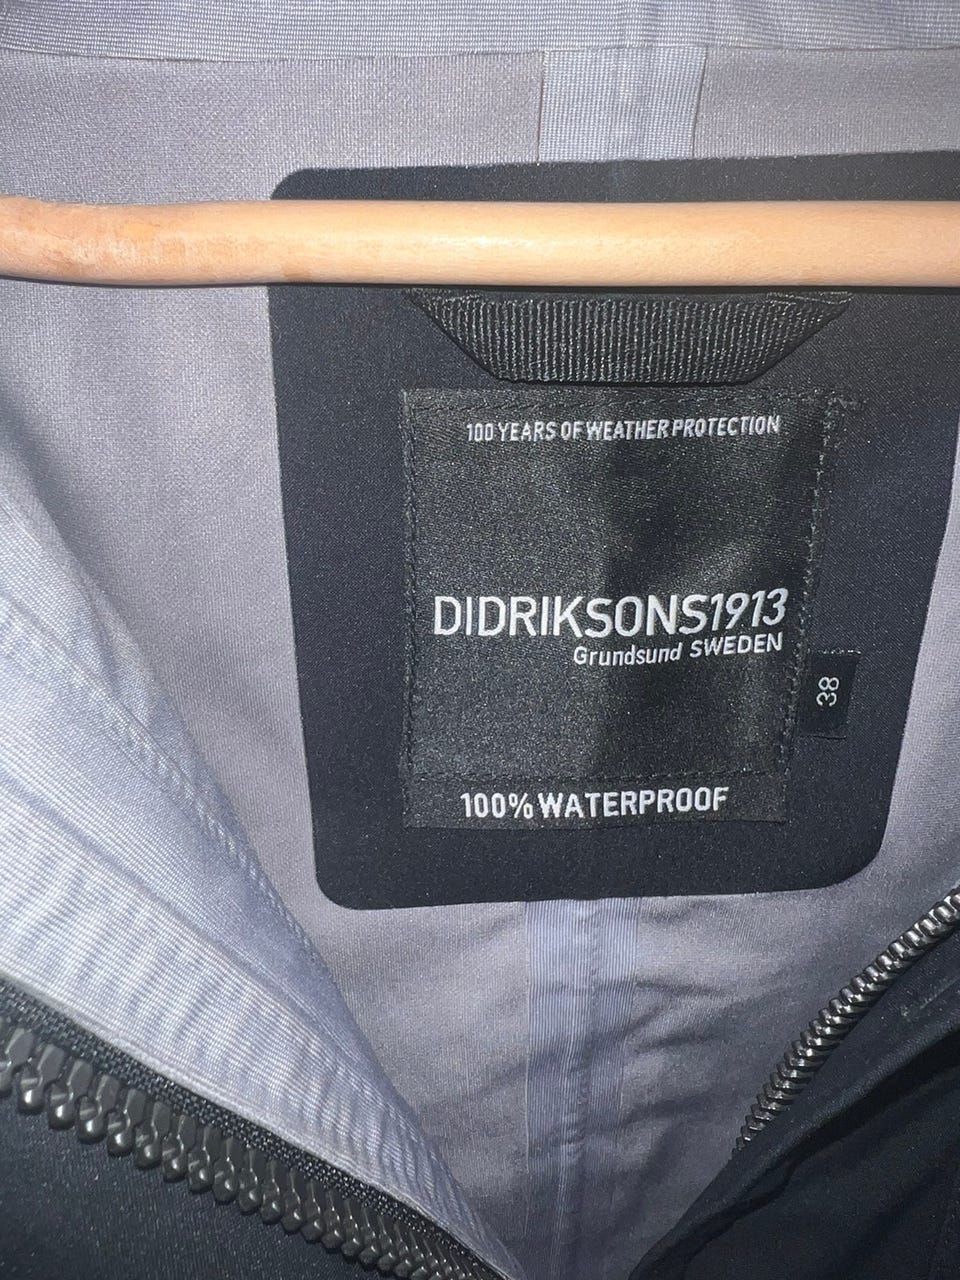 100 YEARS OF WEATHER PROTECTION
DIDRIKSONS1913
Grundsund SWEDEN
38
100% WATERPROOF